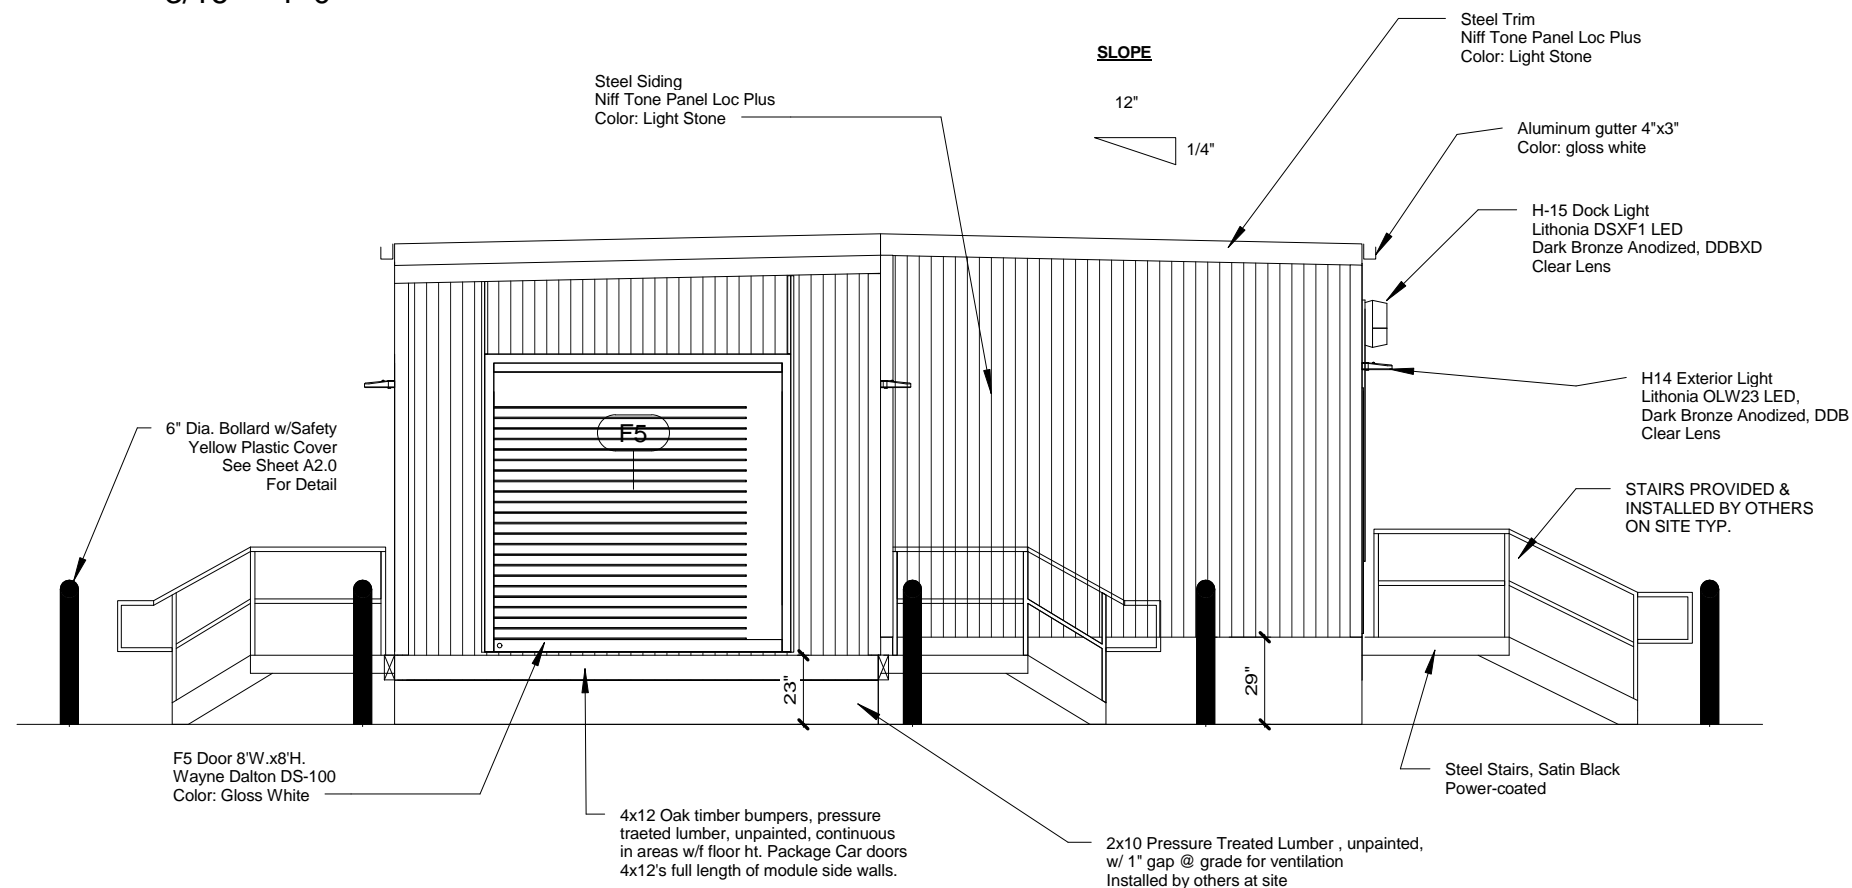 Steel Trim
Niff Tone Panel Loc Plus
Color: Light Stone
SLOPE
12"
1/4"
Steel Siding
Niff Tone Panel Loc Plus
Color: Light Stone
Aluminum gutter 4"x3"
Color: gloss white
H-15 Dock Light
Lithonia DSXF1 LED
Dark Bronze Anodized, DDBXD
Clear Lens
H14 Exterior Light
Lithonia OLW23 LED,
Dark Bronze Anodized, DDB
Clear Lens
6" Dia. Bollard w/Safety
Yellow Plastic Cover
See Sheet A2.0
For Detail
F5
STAIRS PROVIDED &
INSTALLED BY OTHERS
ON SITE TYP.
23"
29"
F5 Door 8'W.x8'H.
Wayne Dalton DS-100
Color: Gloss White
Steel Stairs, Satin Black
Power-coated
4x12 Oak timber bumpers, pressure
traeted lumber, unpainted, continuous
in areas w/f floor ht. Package Car doors
4x12's full length of module side walls.
2x10 Pressure Treated Lumber , unpainted,
w/ 1" gap @ grade for ventilation
Installed by others at site